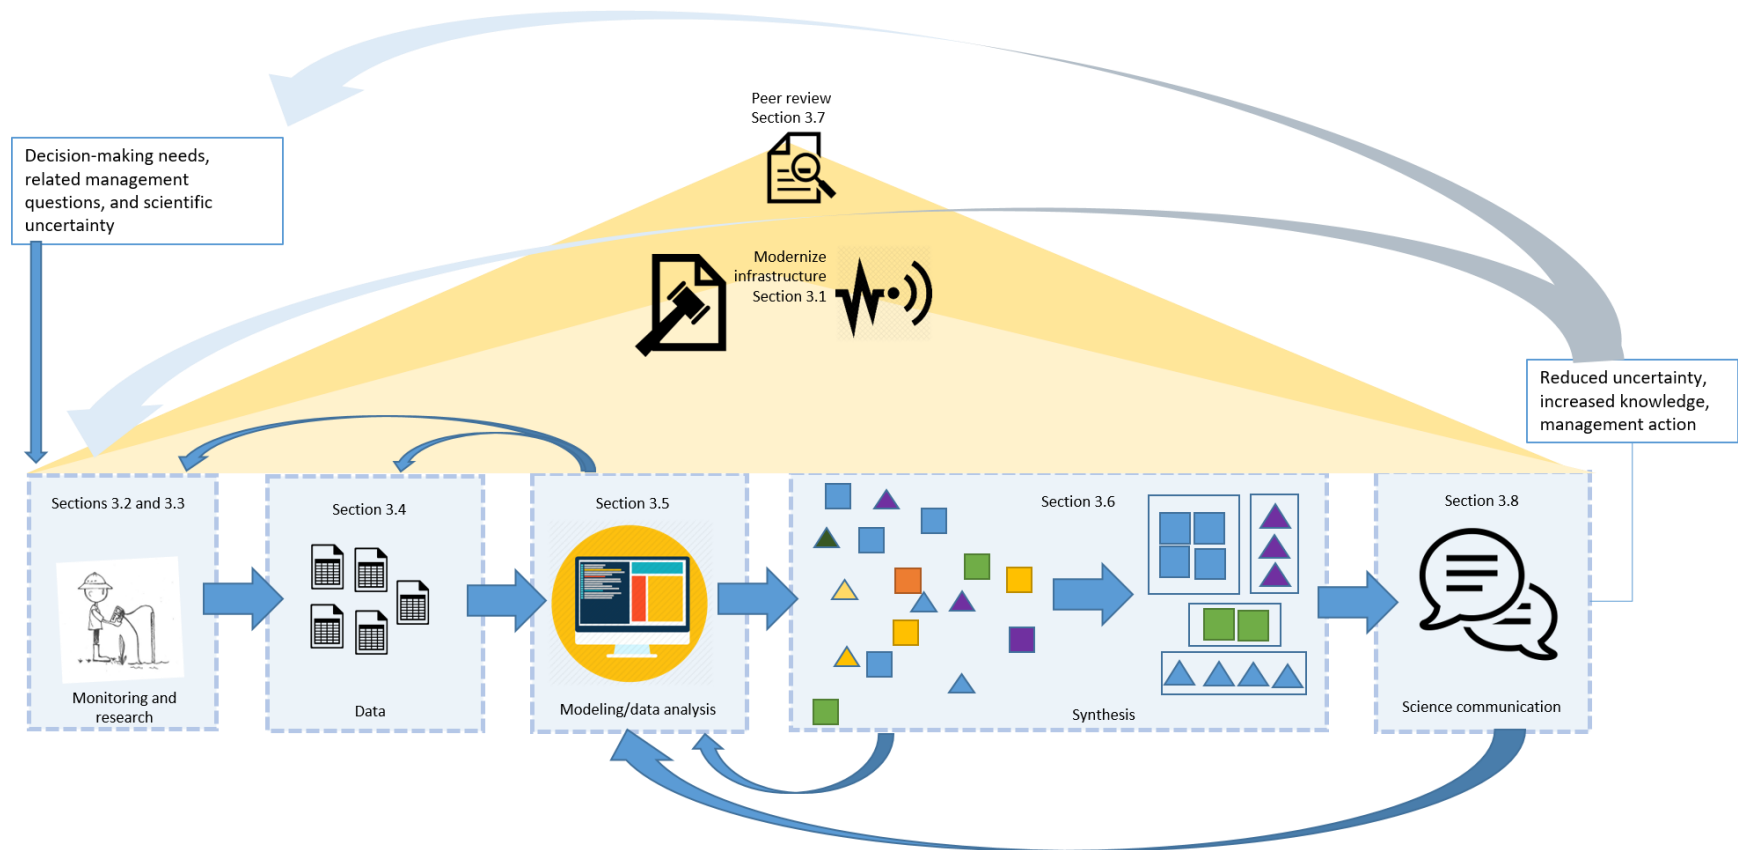 Peer review
Section 3.7
Decision-making needs,
related management
questions, and scientific
uncertainty
Modernize
infrastructure
Section 3.1
Reduced uncertainty,
increased knowledge,
management action
Sections 3.2 and 3.3
Monitoring and
research
Section 3.4
Data
Section 3.5
Modeling/data analysis
Section 3.6
Synthesis
Section 3.8
Science communication